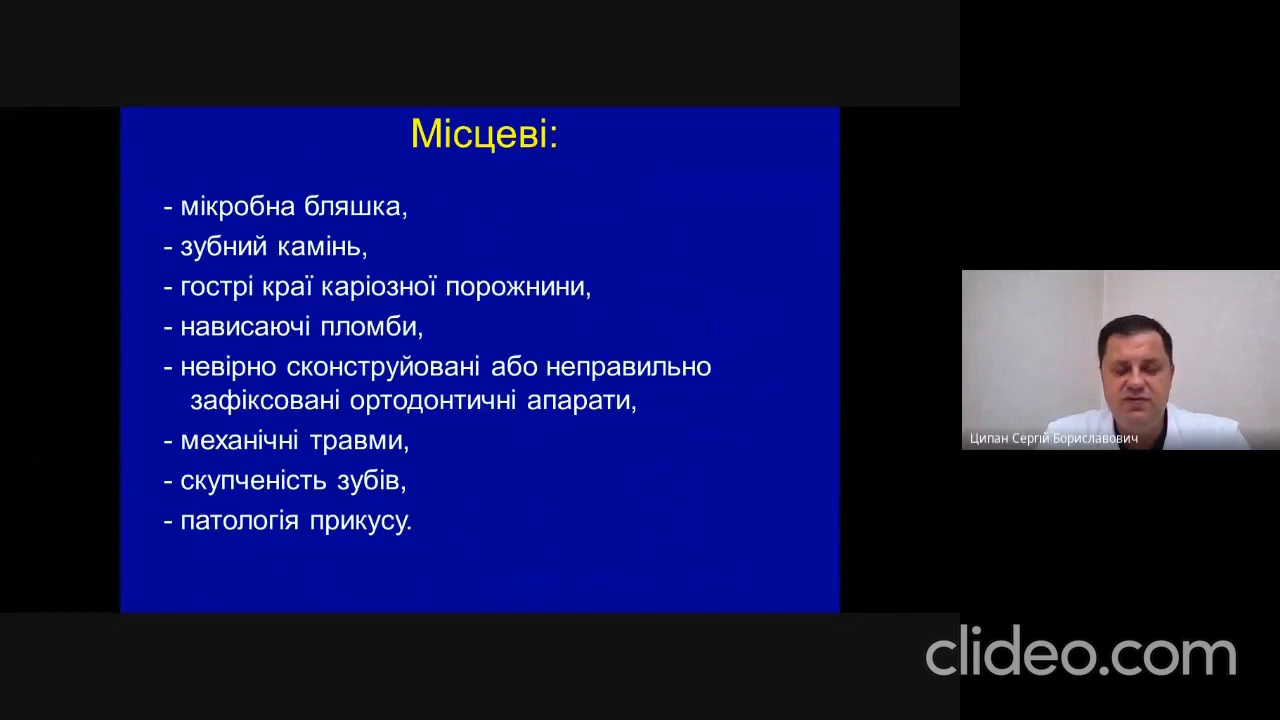 Місцеві:
- мікробна бляшка,
- зубний камінь,
- гострі краї каріозної порожнини,
- нависаючі пломби,
- невірно сконструйовані або неправильно
зафіксовані ортодонтичні апарати,
- механічні травми,
- скупченість зубів,
- патологія прикусу.
Ципан Сергій Бориславович
clideo.com